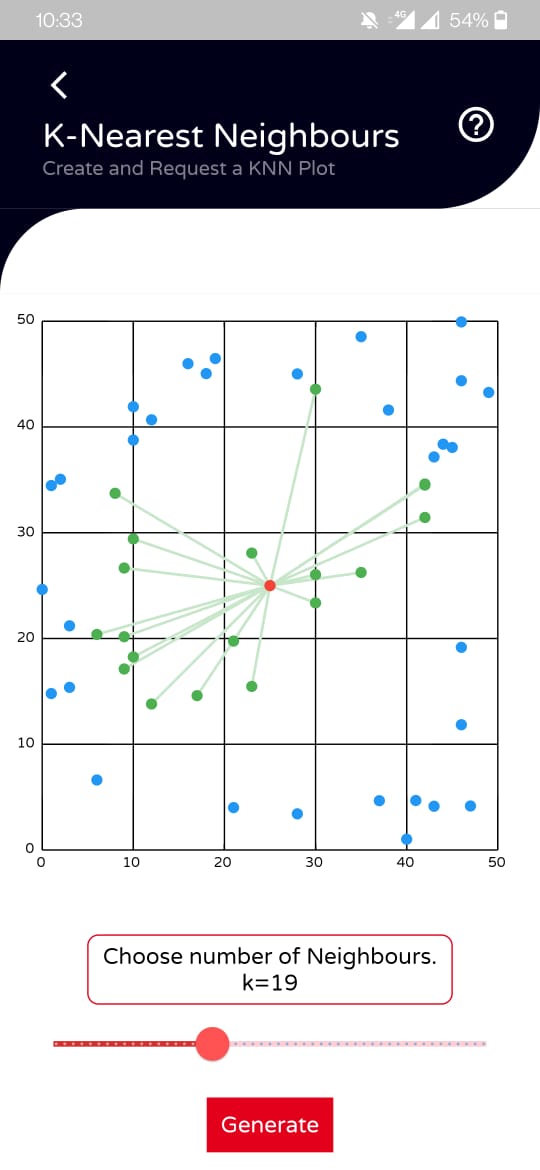 10:33
4G
54%
K-Nearest Neighbours
Create and Request a KNN Plot
50
40
30
20
10
0
0 10 20 30 40 50
Choose number of Neighbours.
k=19
Generate